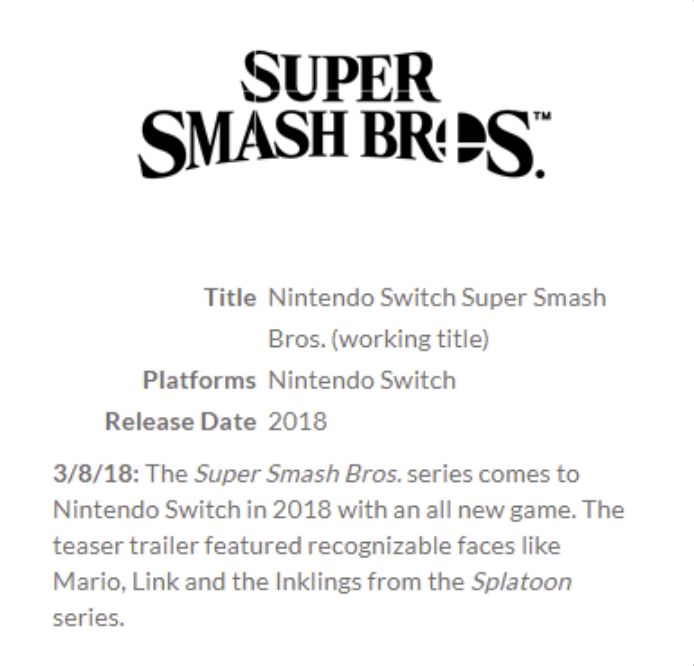 SUPER
SMASH BROS.™
Title Nintendo Switch Super Smash
Bros. (working title)
Platforms Nintendo Switch
Release Date 2018
3/8/18: The Super Smash Bros. series comes to
Nintendo Switch in 2018 with an all new game. The
teaser trailer featured recognizable faces like
Mario, Link and the Inklings from the Splatoon
series.